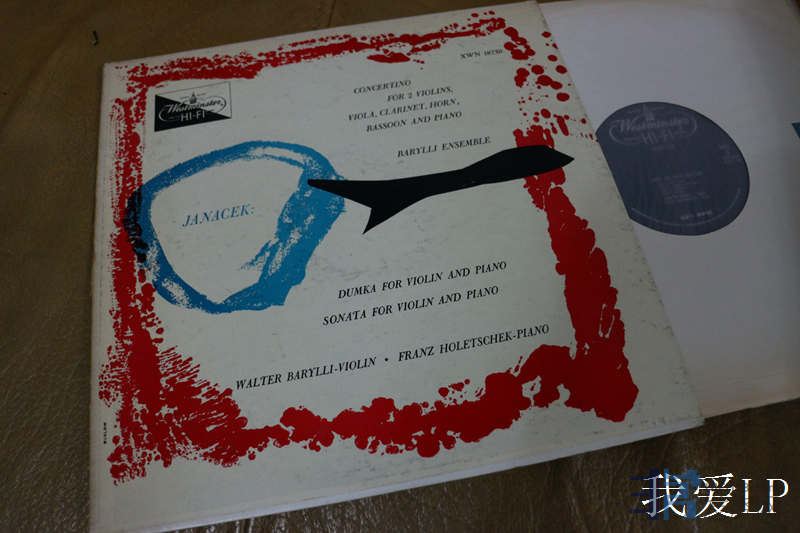 XWN 18750
Westminster
HI-FI
CONCERTINO
FOR 2 VIOLINS,
VIOLA, CLARINET, HORN,
BASSOON AND PIANO
BARYLLI ENSEMBLE
JANACEK:
DUMKA FOR VIOLIN AND PIANO
SONATA FOR VIOLIN AND PIANO
WALTER BARYLLI-VIOLIN • FRANZ HOLETSCHEK-PIANO
Westminster
HI-FI
我爱LP